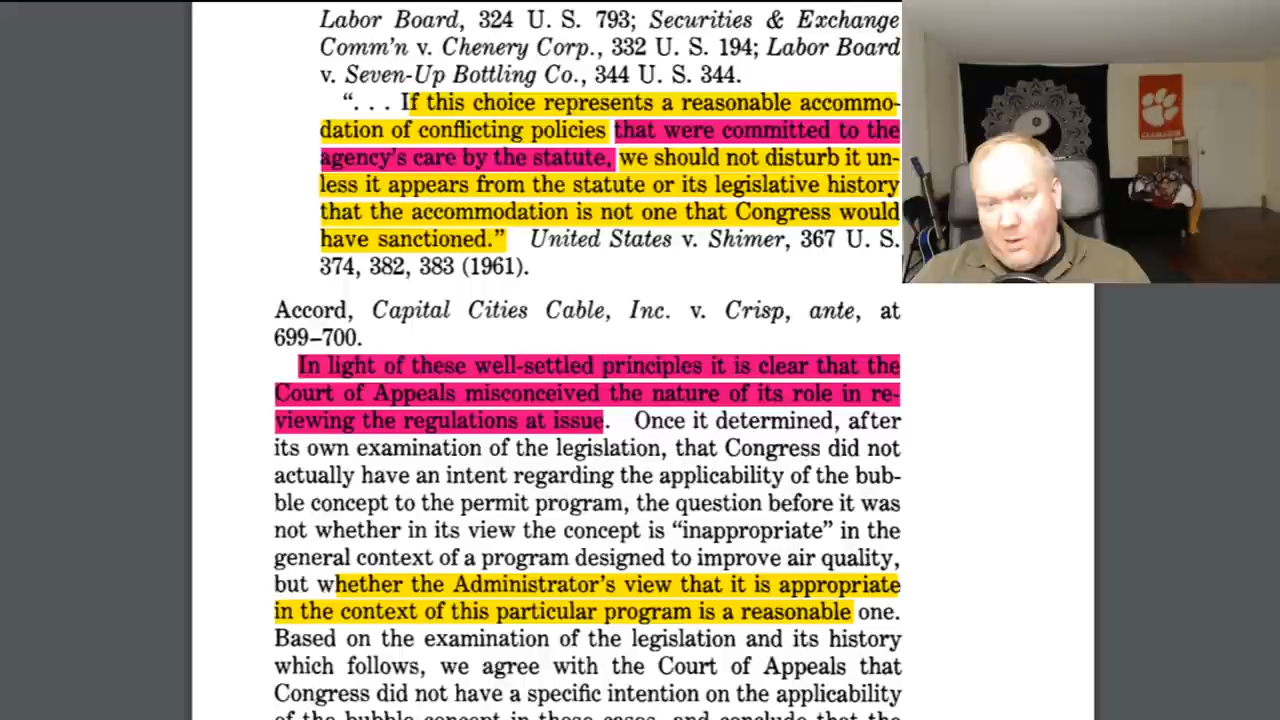 Labor Board, 324 U. S. 793; Securities & Exchange
Comm'n v. Chenery Corp., 332 U. S. 194; Labor Board
v. Seven-Up Bottling Co., 344 U. S. 344.
“. . . If this choice represents a reasonable accommo-
dation of conflicting policies that were committed to the
agency's care by the statute, we should not disturb it un-
less it appears from the statute or its legislative history
that the accommodation is not one that Congress would
have sanctioned.” United States v. Shimer, 367 U. S.
374, 382, 383 (1961).
Accord, Capital Cities Cable, Inc. v. Crisp, ante, at
699–700.
In light of these well-settled principles it is clear that the
Court of Appeals misconceived the nature of its role in re-
viewing the regulations at issue. Once it determined, after
its own examination of the legislation, that Congress did not
actually have an intent regarding the applicability of the bub-
ble concept to the permit program, the question before it was
not whether in its view the concept is “inappropriate” in the
general context of a program designed to improve air quality,
but whether the Administrator's view that it is appropriate
in the context of this particular program is a reasonable one.
Based on the examination of the legislation and its history
which follows, we agree with the Court of Appeals that
Congress did not have a specific intention on the applicability
of the bubble concept in these cases, and conclude that the